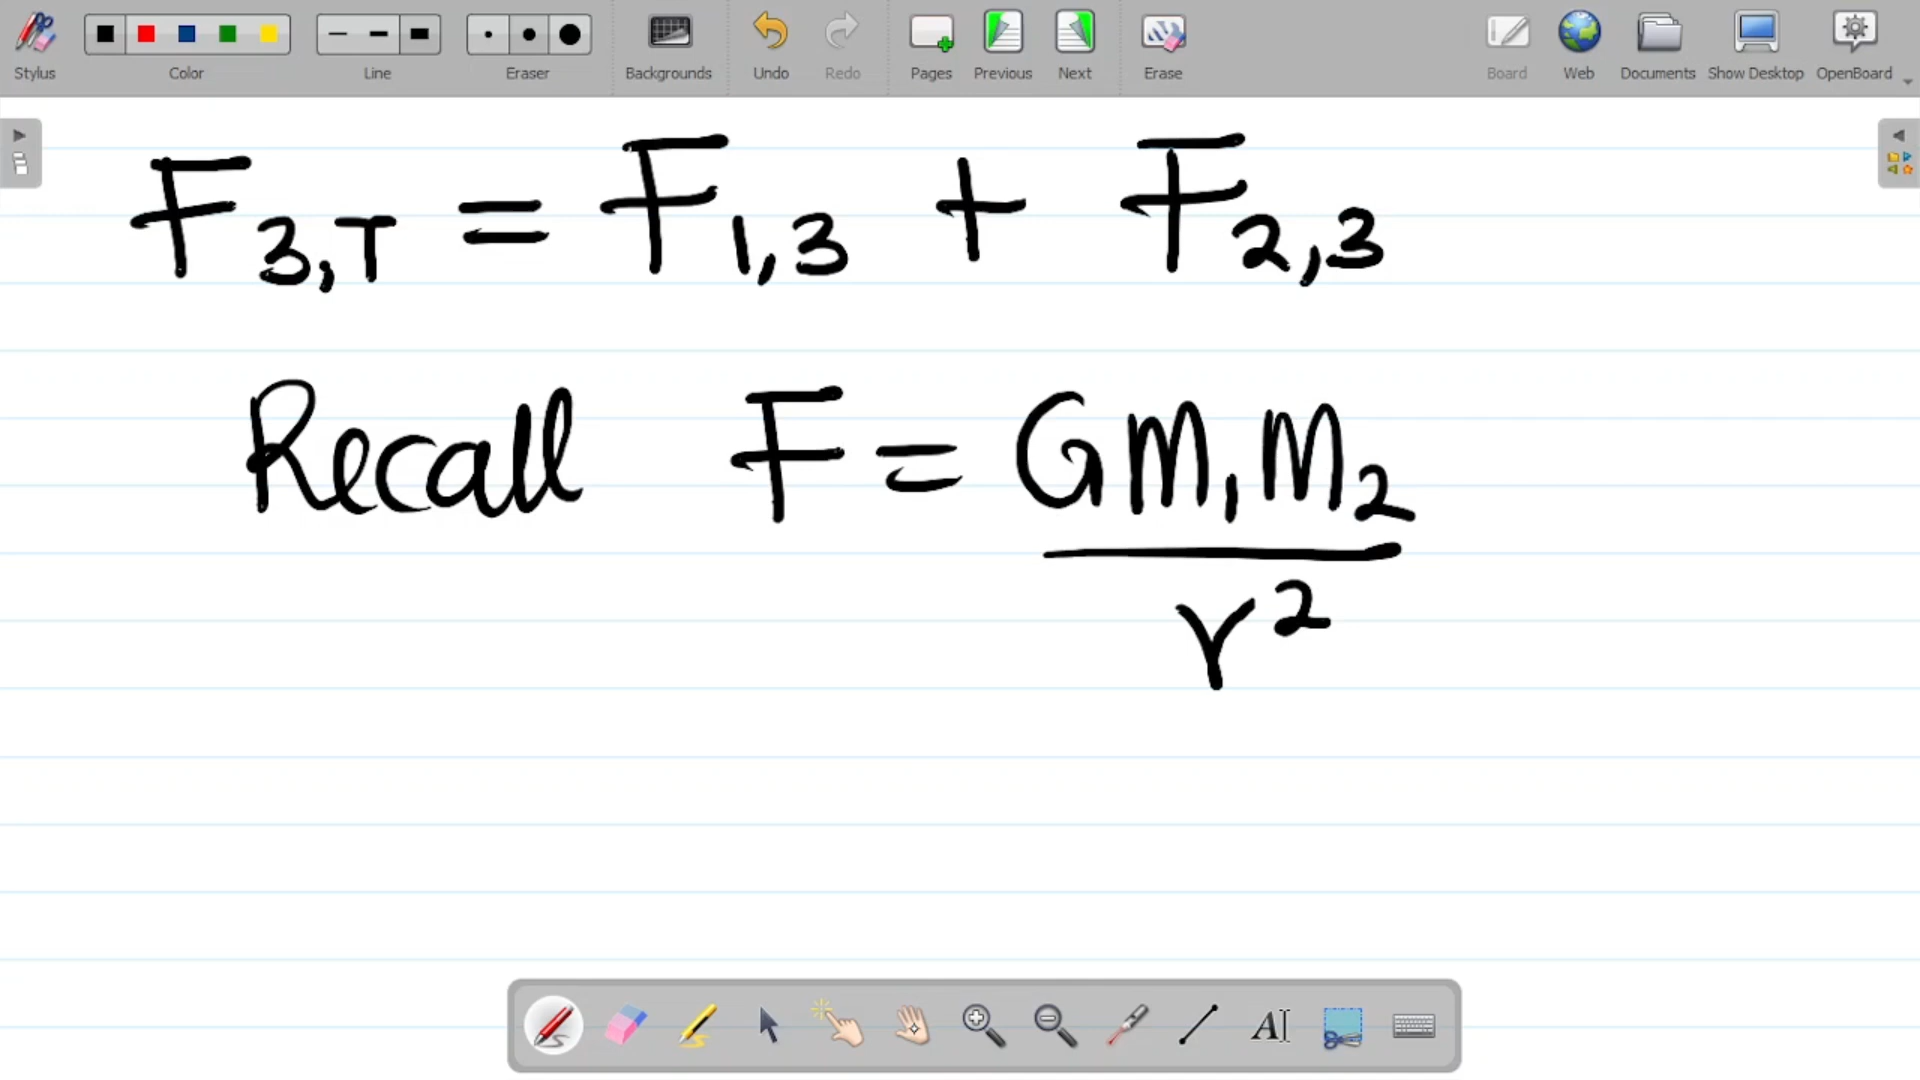 Stylus Color Line Eraser Backgrounds Undo Redo Pages Previous Next Erase Board Web Documents Show Desktop OpenBoard
F₃,T = F₁,₃ + F₂,₃
Recall F = GM₁M₂
r²